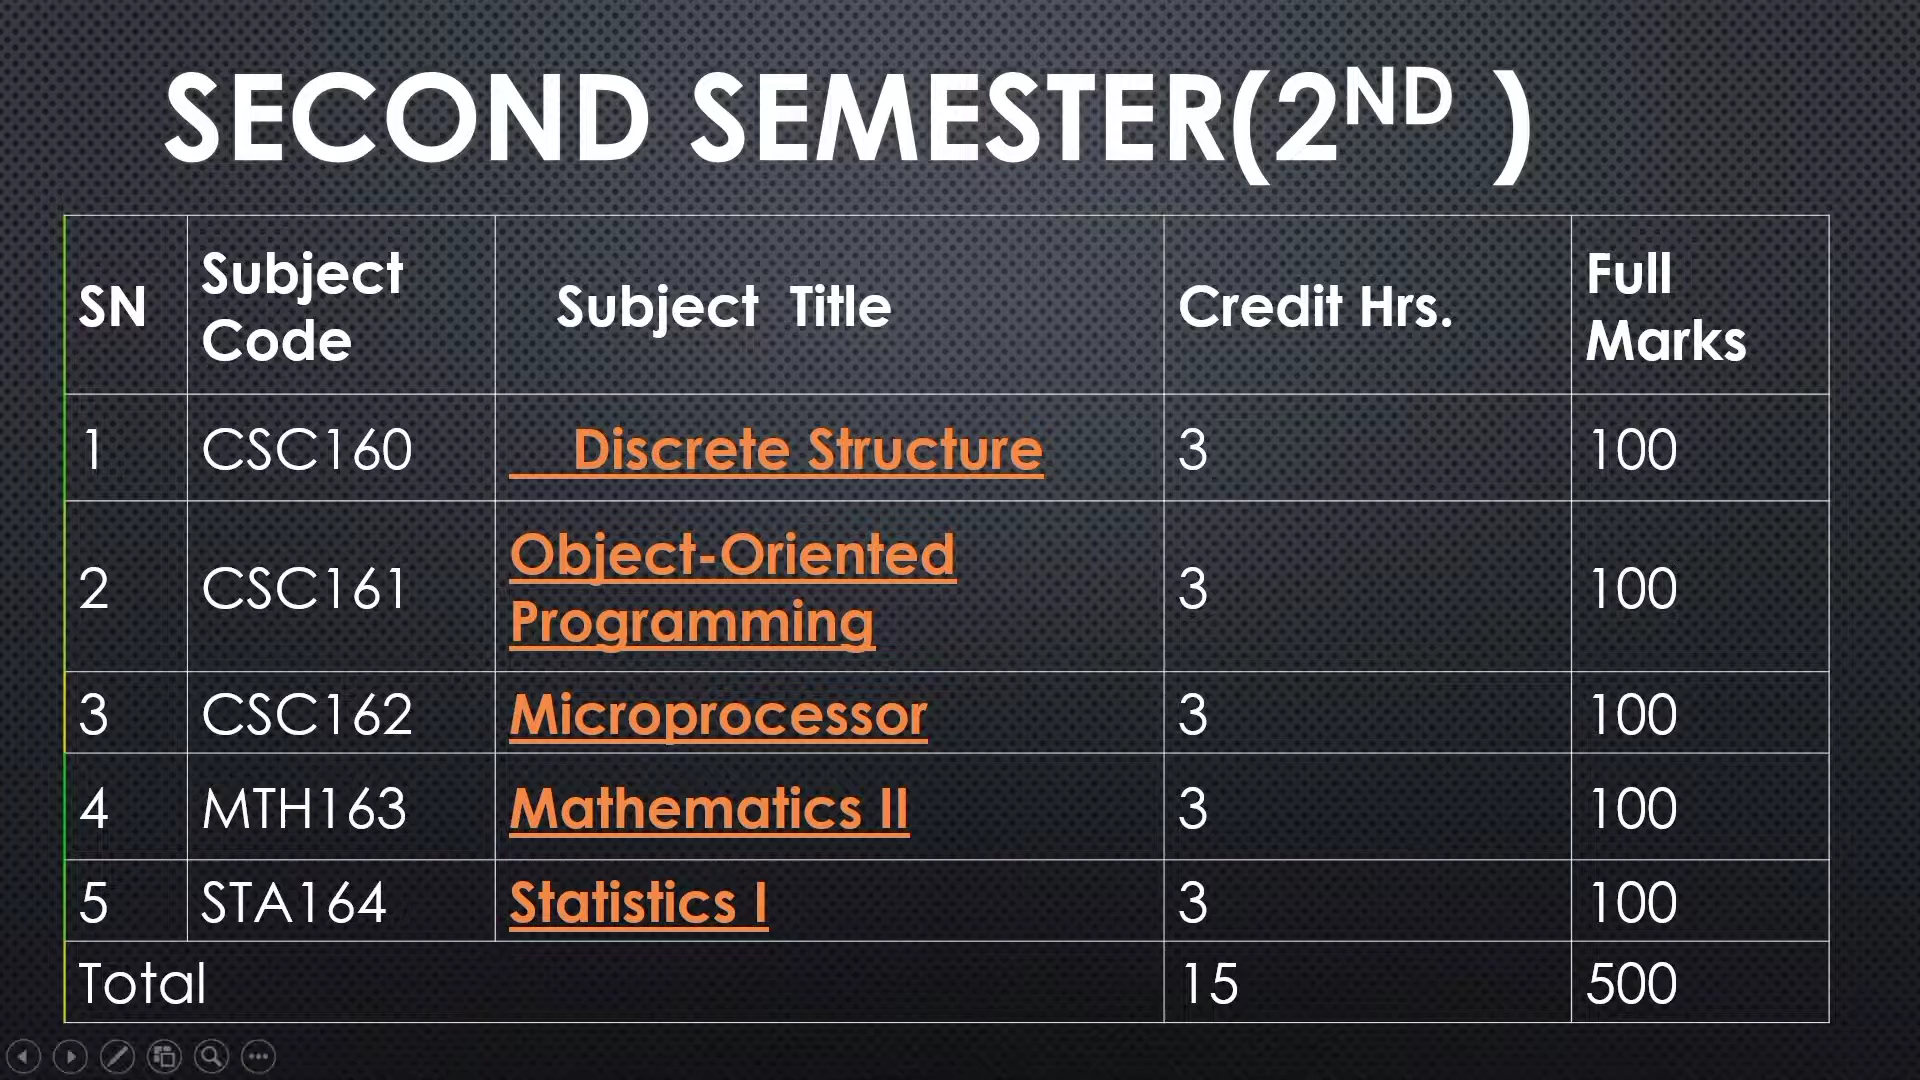 SECOND SEMESTER(2ND )
SN Subject Code Subject Title Credit Hrs. Full Marks
1 CSC160 Discrete Structure 3 100
2 CSC161 Object-Oriented Programming 3 100
3 CSC162 Microprocessor 3 100
4 MTH163 Mathematics II 3 100
5 STA164 Statistics I 3 100
Total 15 500